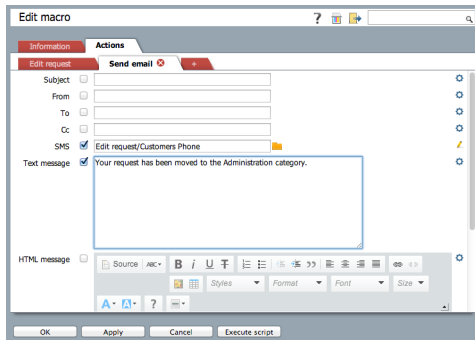 Edit macro ?
Information Actions
Edit request Send email +
Subject
From
To
Cc
SMS Edit request/Customers Phone
Text message Your request has been moved to the Administration category.
HTML message Source ABC B i U T
Styles Format Font Size
A A ?
OK Apply Cancel Execute script